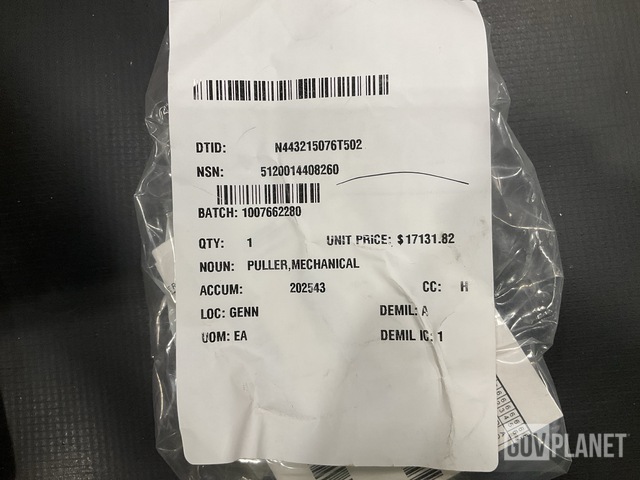 DTID: N443215076T502
NSN: 5120014408260
BATCH: 1007662280
QTY: 1 UNIT PRICE: $17131.82
NOUN: PULLER,MECHANICAL
ACCUM: 202543 CC: H
LOC: GENN DEMIL: A
UOM: EA DEMIL IC: 1
GOVPLANET